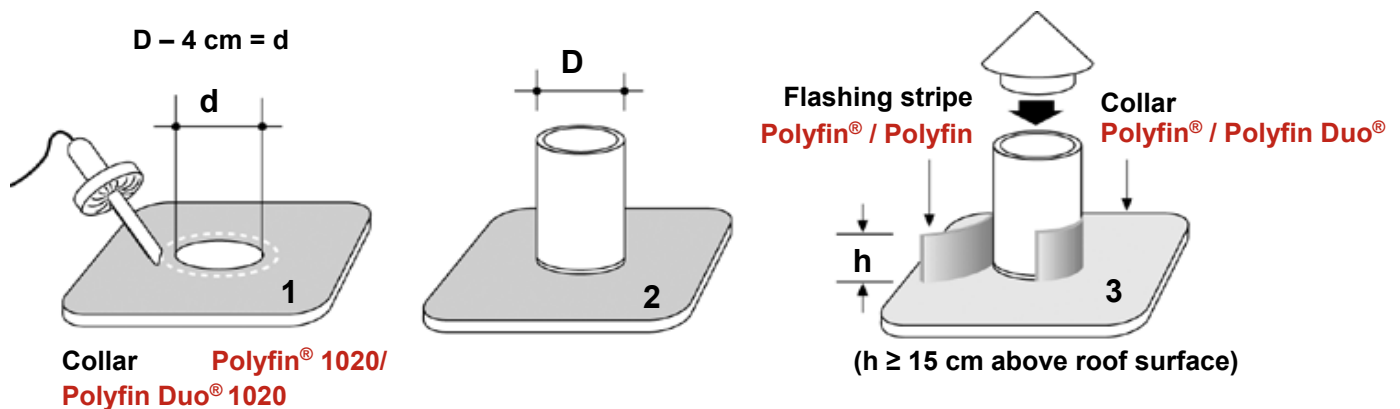 D – 4 cm = d
d
1
Collar Polyfin® 1020/
Polyfin Duo® 1020
D
2
Flashing stripe
Polyfin® / Polyfin
Collar
Polyfin® / Polyfin Duo®
h
3
(h ≥ 15 cm above roof surface)